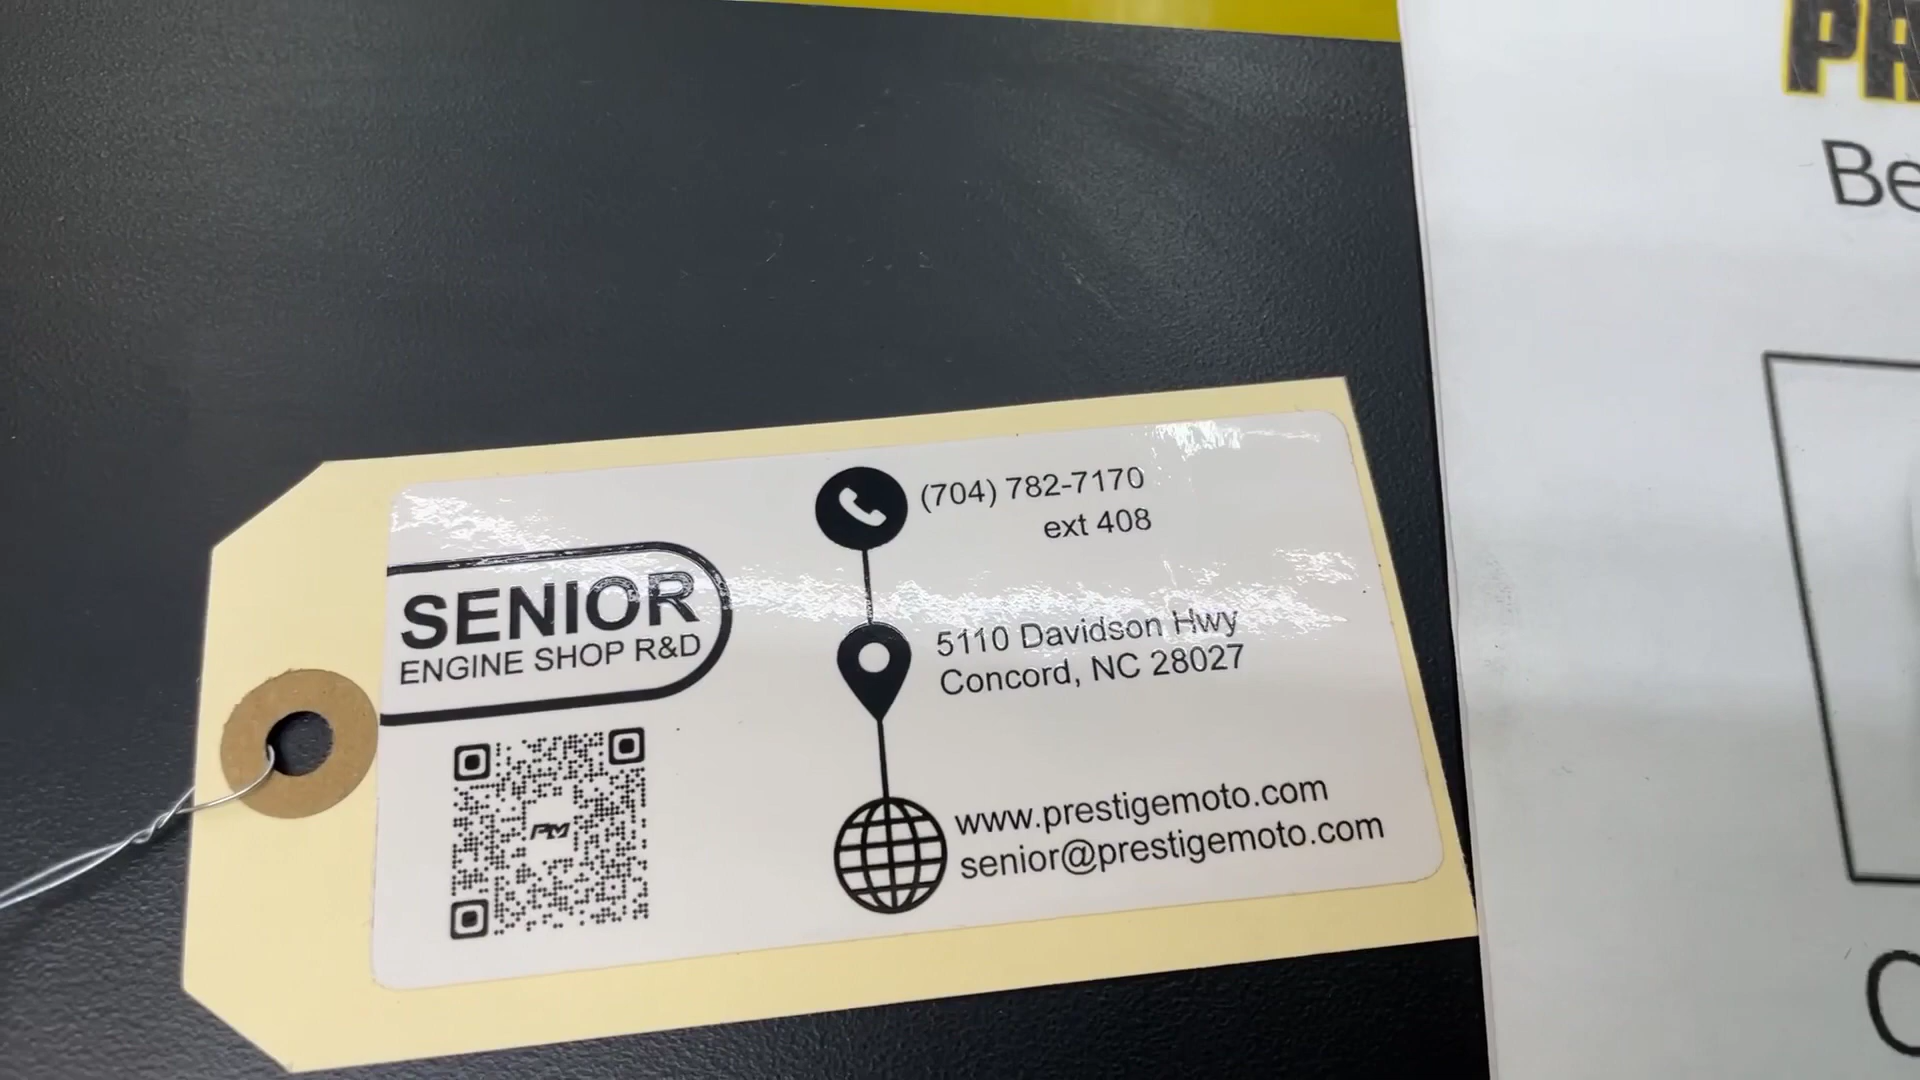 SENIOR
ENGINE SHOP R&D
PM
(704) 782-7170
ext 408
5110 Davidson Hwy
Concord, NC 28027
www.prestigemoto.com
senior@prestigemoto.com